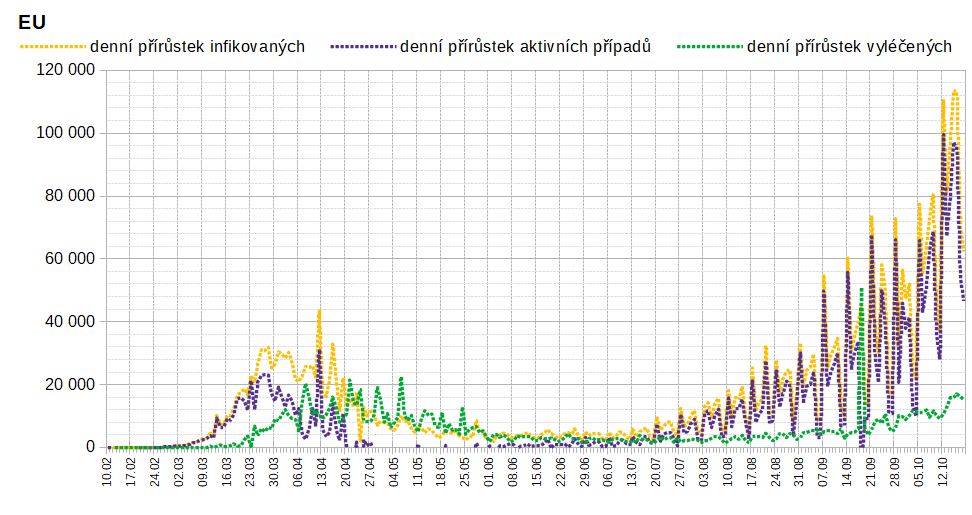 EU
denní přírůstek infikovaných denní přírůstek aktivních případů denní přírůstek vyléčených
120 000
100 000
80 000
60 000
40 000
20 000
0
10.02 17.02 24.02 02.03 09.03 16.03 23.03 30.03 06.04 13.04 20.04 27.04 04.05 11.05 18.05 25.05 01.06 08.06 15.06 22.06 29.06 06.07 13.07 20.07 27.07 03.08 10.08 17.08 24.08 31.08 07.09 14.09 21.09 28.09 05.10 12.10